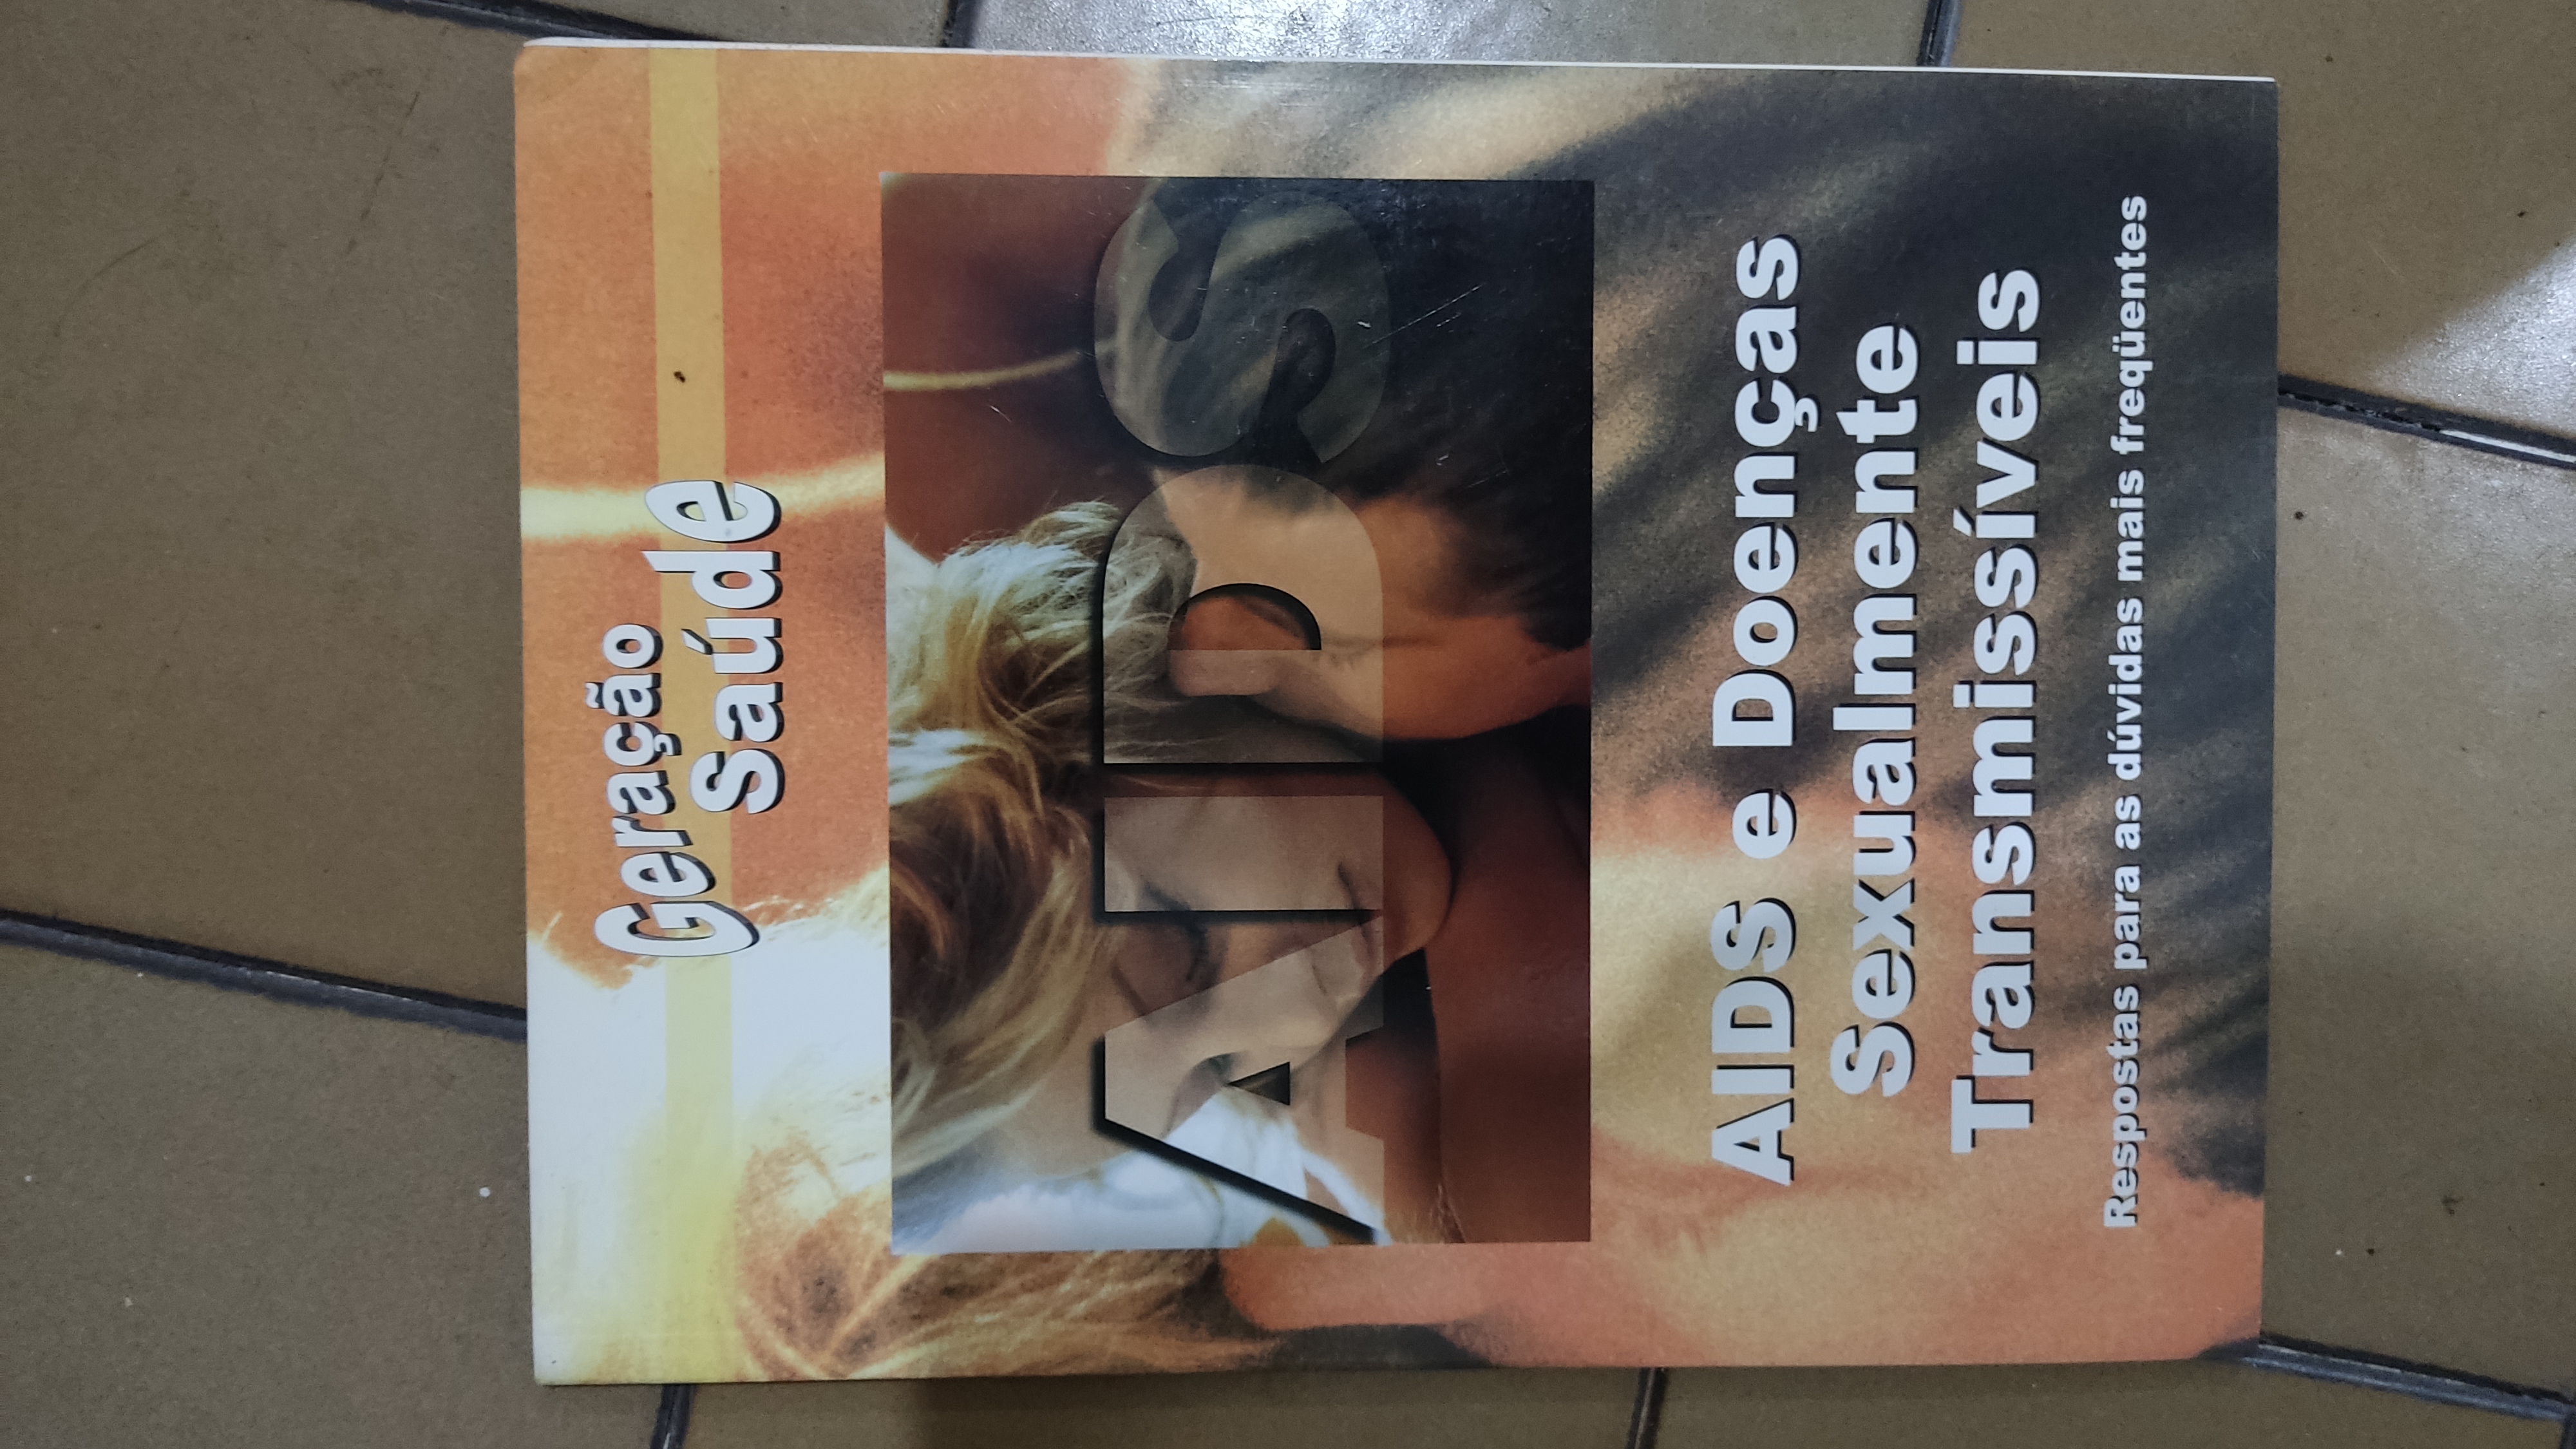 Geração
Saúde
AIDS
AIDS e Doenças
Sexualmente
Transmissíveis
Respostas para as dúvidas mais freqüentes